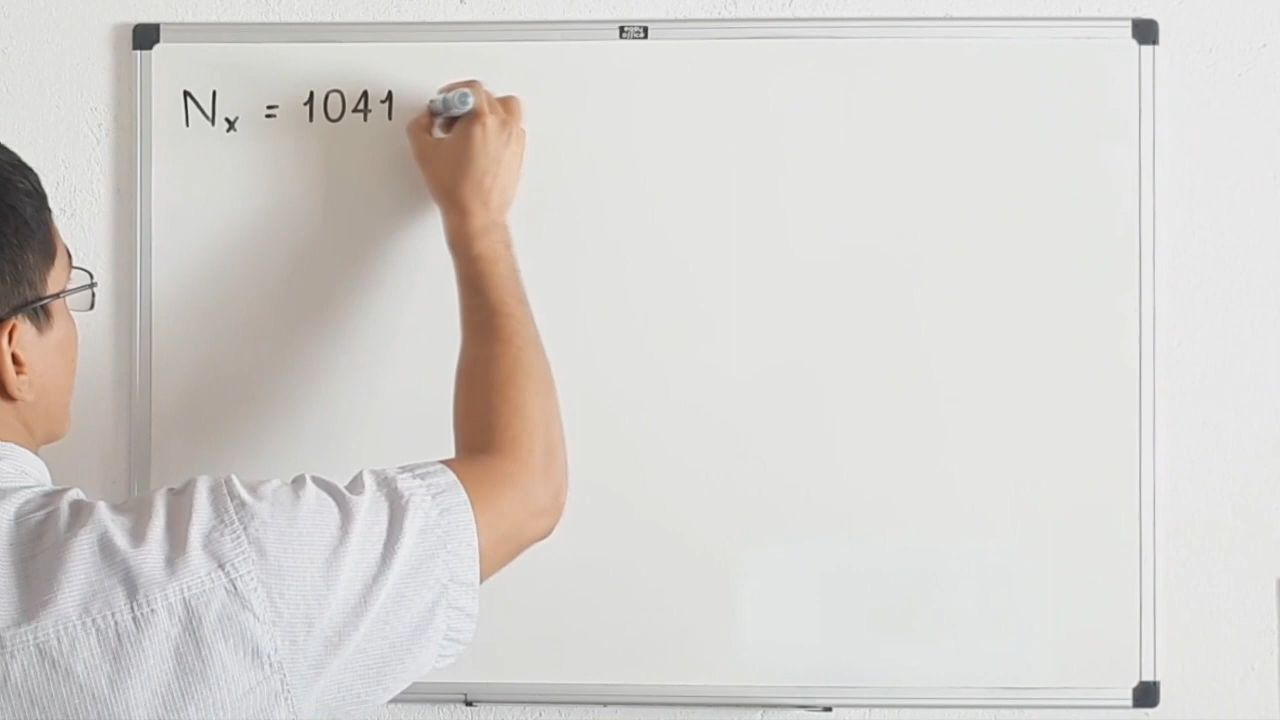 Nₓ = 1041